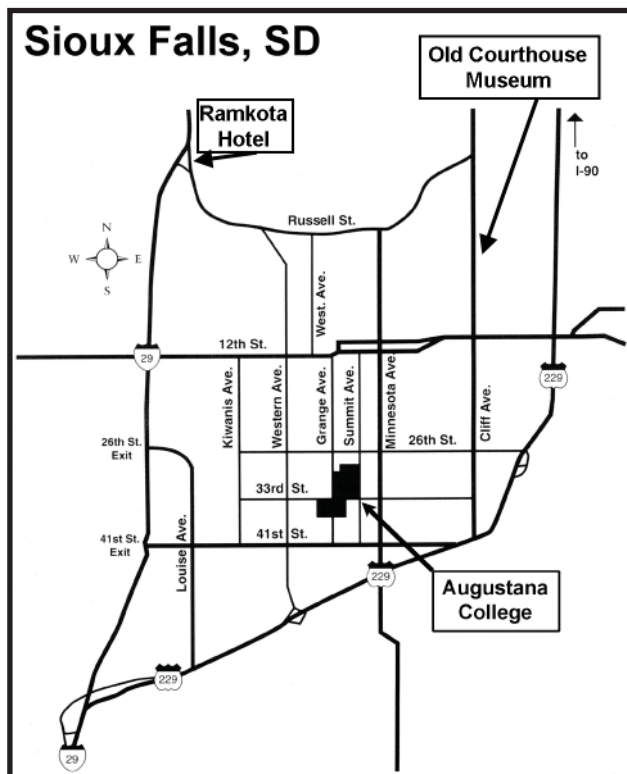 Sioux Falls, SD
Old Courthouse
Museum
Ramkota
Hotel
to
I-90
N
W
E
S
Russell St.
West. Ave.
12th St.
29
229
Kiwanis Ave.
Western Ave.
Grange Ave.
Summit Ave.
Minnesota Ave.
Cliff Ave.
26th St.
Exit
26th St.
33rd St.
41st St.
Exit
41st St.
Louise Ave.
229
Augustana
College
229
29